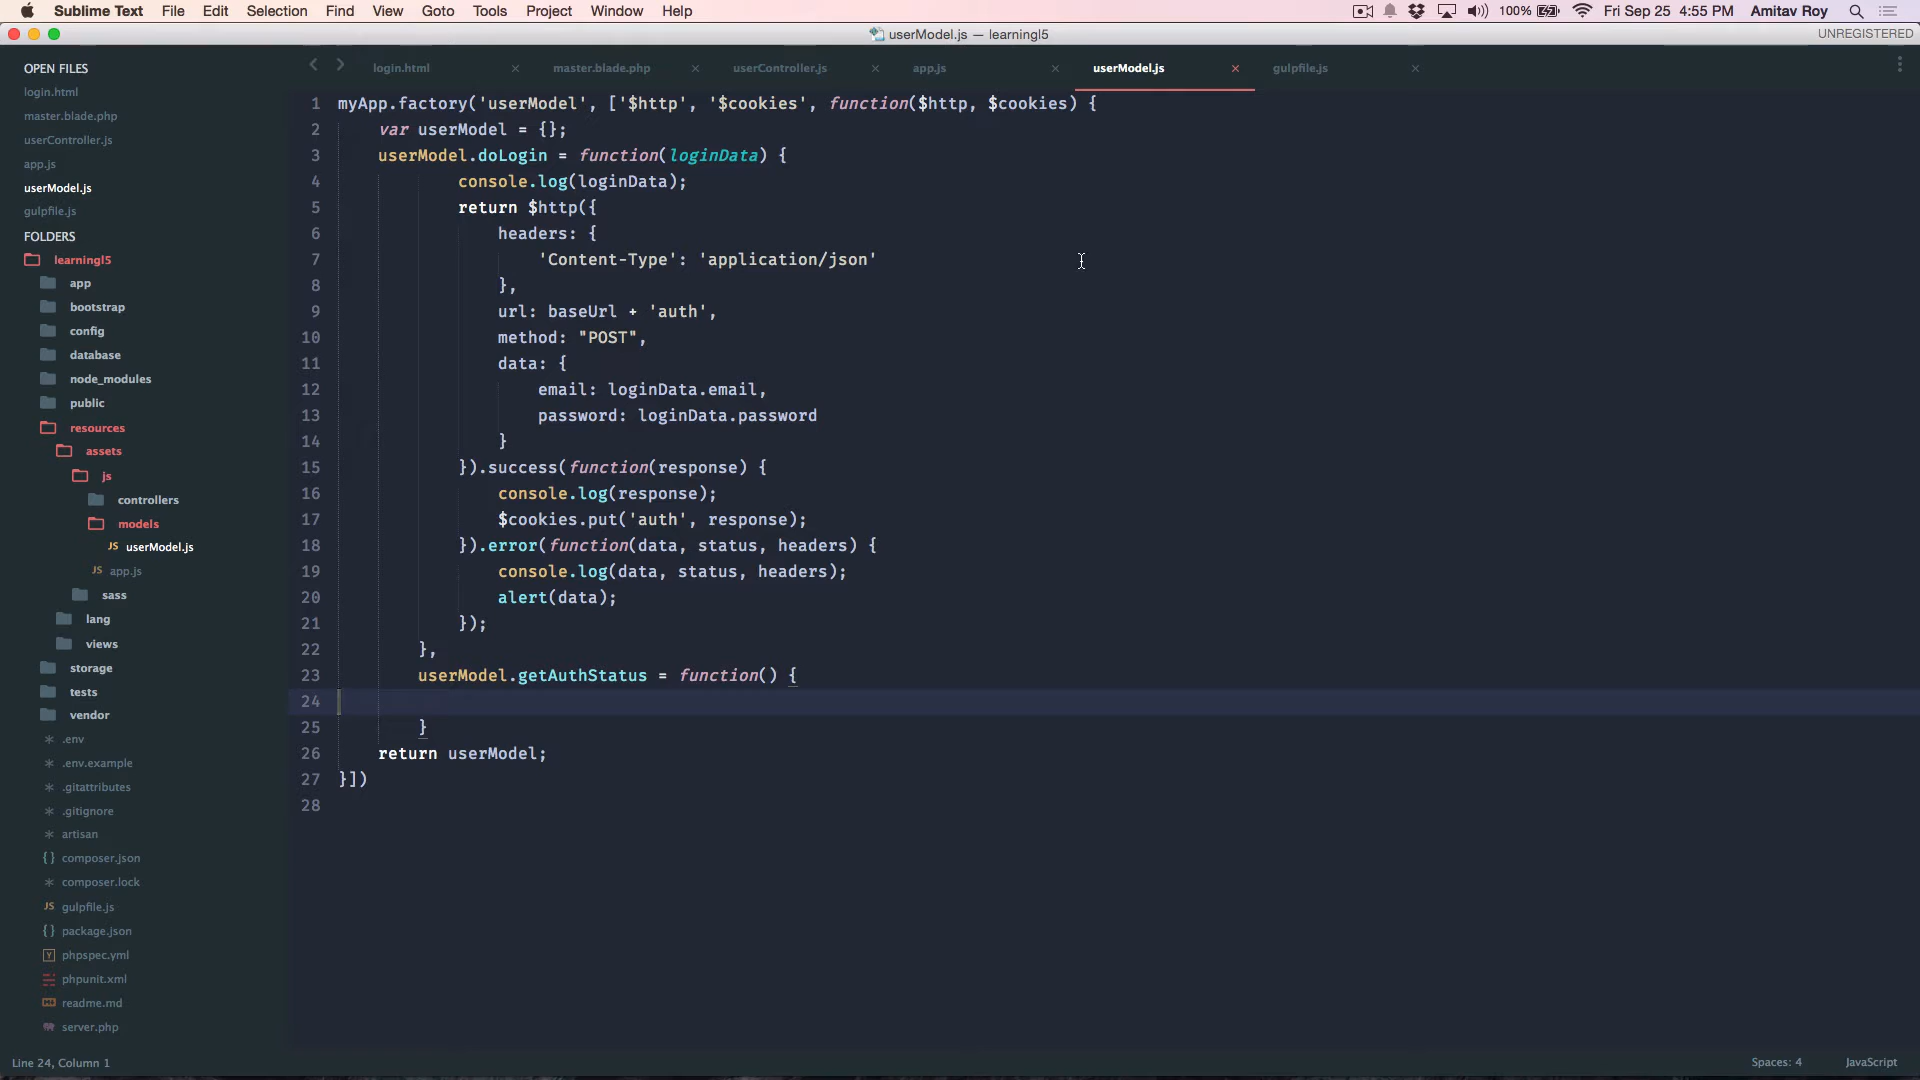 Sublime Text File Edit Selection Find View Goto Tools Project Window Help 100% Fri Sep 25 4:55 PM Amitav Roy
userModel.js — learningl5 UNREGISTERED
OPEN FILES
login.html
master.blade.php
userController.js
app.js
userModel.js
gulpfile.js
FOLDERS
learningl5
app
bootstrap
config
database
node_modules
public
resources
assets
js
controllers
models
JS userModel.js
JS app.js
sass
lang
views
storage
tests
vendor
.env
.env.example
.gitattributes
.gitignore
artisan
composer.json
composer.lock
JS gulpfile.js
package.json
Y phpspec.yml
phpunit.xml
readme.md
server.php
login.html × master.blade.php × userController.js × app.js × userModel.js × gulpfile.js ×
1 myApp.factory('userModel', ['$http', '$cookies', function($http, $cookies) {
2 var userModel = {};
3 userModel.doLogin = function(loginData) {
4 console.log(loginData);
5 return $http({
6 headers: {
7 'Content-Type': 'application/json'
8 },
9 url: baseUrl + 'auth',
10 method: "POST",
11 data: {
12 email: loginData.email,
13 password: loginData.password
14 }
15 }).success(function(response) {
16 console.log(response);
17 $cookies.put('auth', response);
18 }).error(function(data, status, headers) {
19 console.log(data, status, headers);
20 alert(data);
21 });
22 },
23 userModel.getAuthStatus = function() {
24
25 }
26 return userModel;
27 }])
28
Line 24, Column 1 Spaces: 4 JavaScript